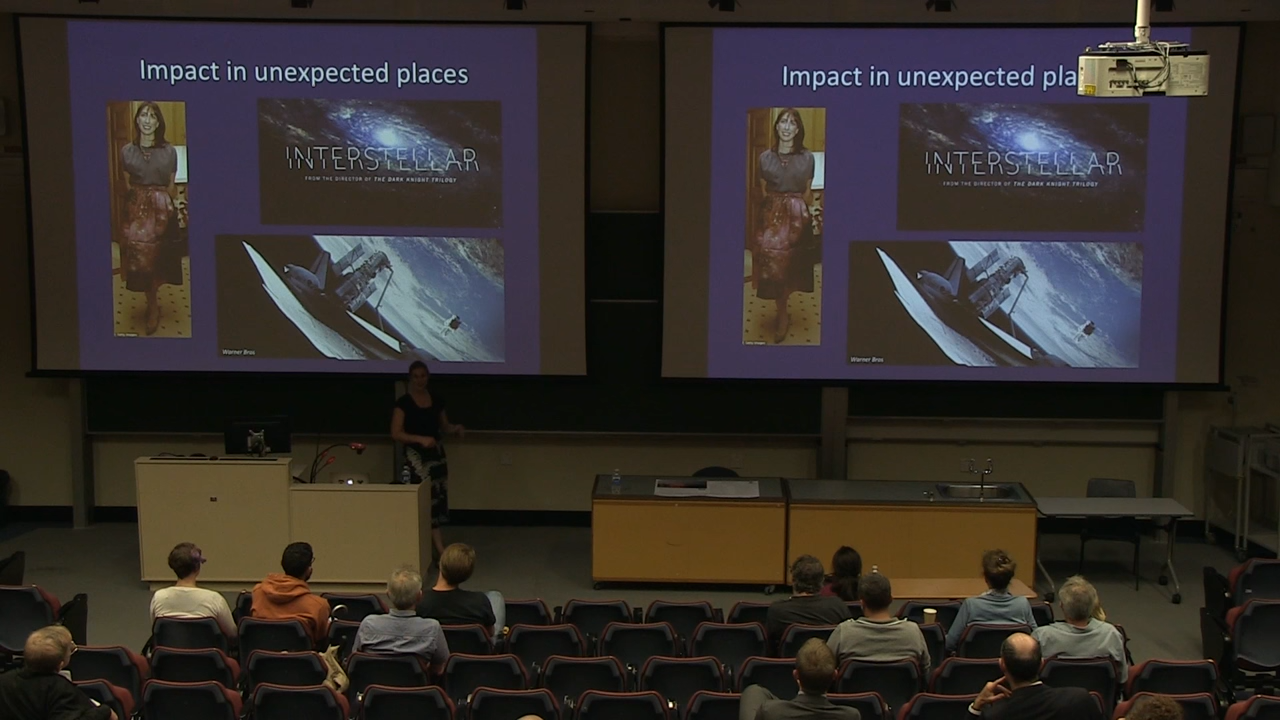 Impact in unexpected places
INTERSTELLAR
FROM THE DIRECTOR OF THE DARK KNIGHT TRILOGY
Warner Bros
Impact in unexpected pla
INTERSTELLAR
FROM THE DIRECTOR OF THE DARK KNIGHT TRILOGY
Warner Bros